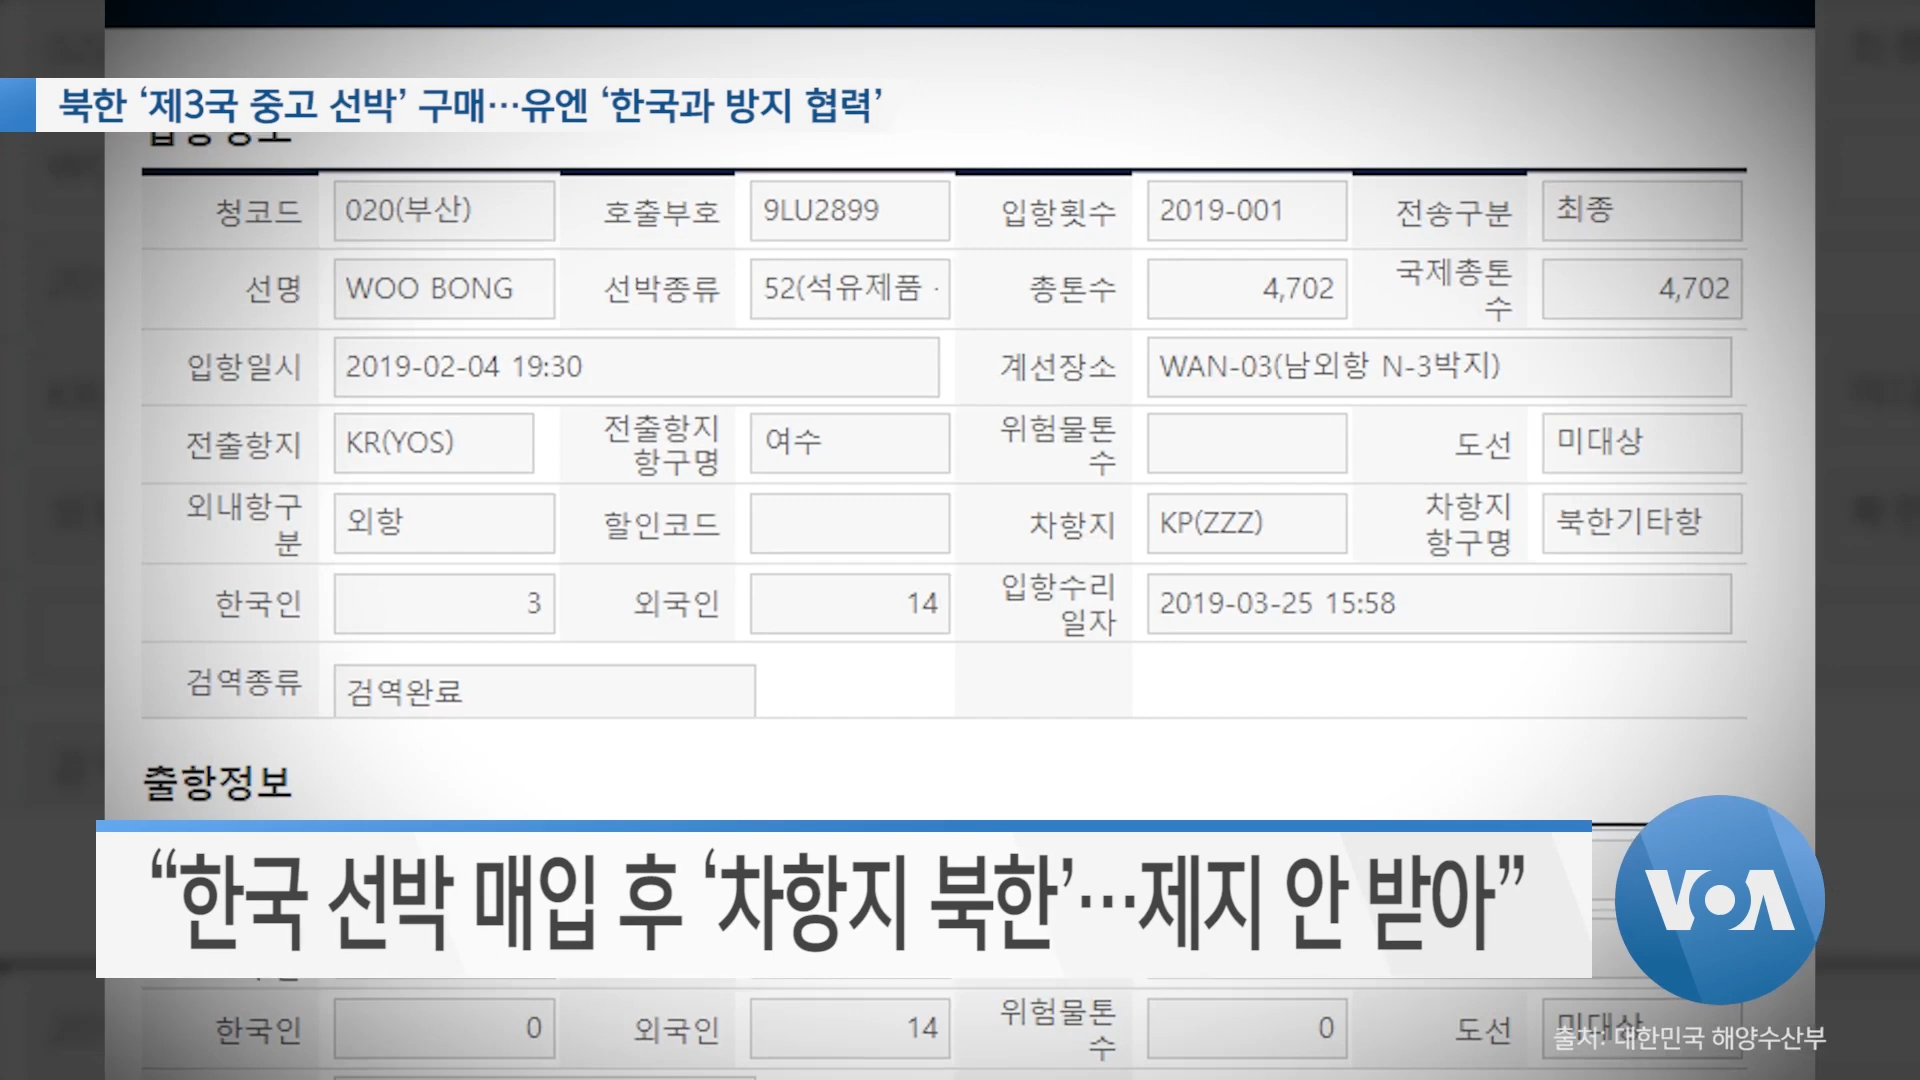 북한 ‘제3국 중고 선박’ 구매…유엔 ‘한국과 방지 협력’
청코드 020(부산) 호출부호 9LU2899 입항횟수 2019-001 전송구분 최종
선명 WOO BONG 선박종류 52(석유제품 총톤수 4,702 국제총톤수 4,702
입항일시 2019-02-04 19:30 계선장소 WAN-03(남외항 N-3박지)
전출항지 KR(YOS) 전출항지 항구명 여수 위험물톤수 도선 미대상
외내항구분 외항 할인코드 차항지 KP(ZZZ) 차항지 항구명 북한기타항
한국인 3 외국인 14 입항수리일자 2019-03-25 15:58
검역종류 검역완료
출항정보
“한국 선박 매입 후 ‘차항지 북한’…제지 안 받아”
VOA
한국인 0 외국인 14 위험물톤수 0 도선 미대상
출처: 대한민국 해양수산부